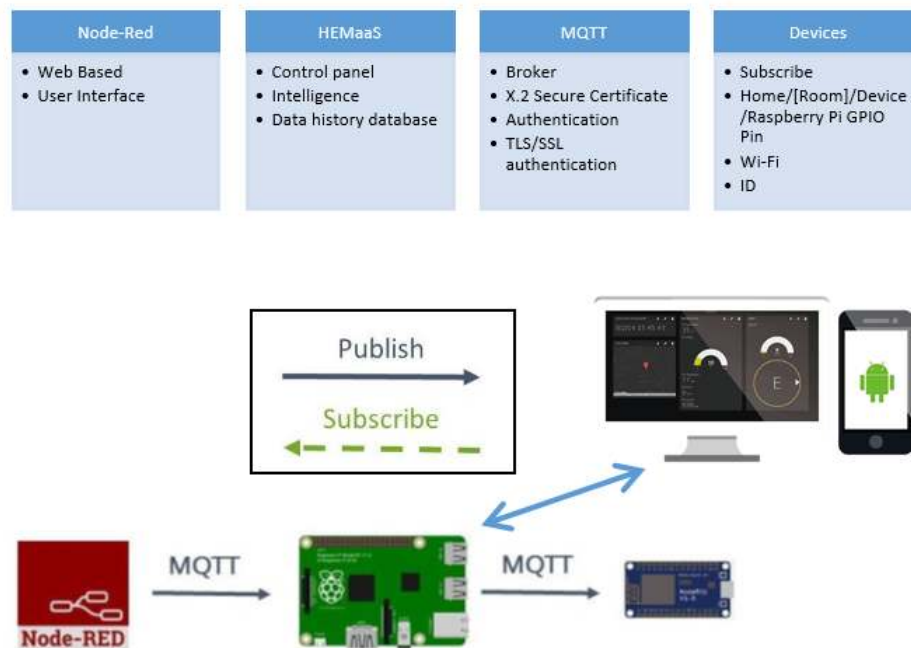 Node-Red
Web Based
User Interface
HEMaaS
Control panel
Intelligence
Data history database
MQTT
Broker
X.2 Secure Certificate
Authentication
TLS/SSL
authentication
Devices
Subscribe
Home/[Room]/Device
/Raspberry Pi GPIO
Pin
Wi-Fi
ID
Publish
Subscribe
E
MQTT
MQTT
Node-RED